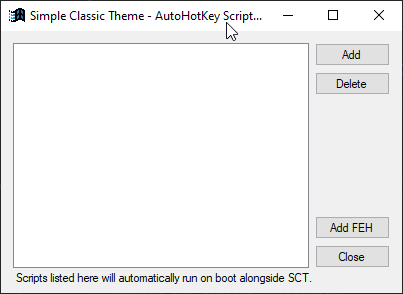 Simple Classic Theme - AutoHotKey Script...
Add
Delete
Add FEH
Close
Scripts listed here will automatically run on boot alongside SCT.